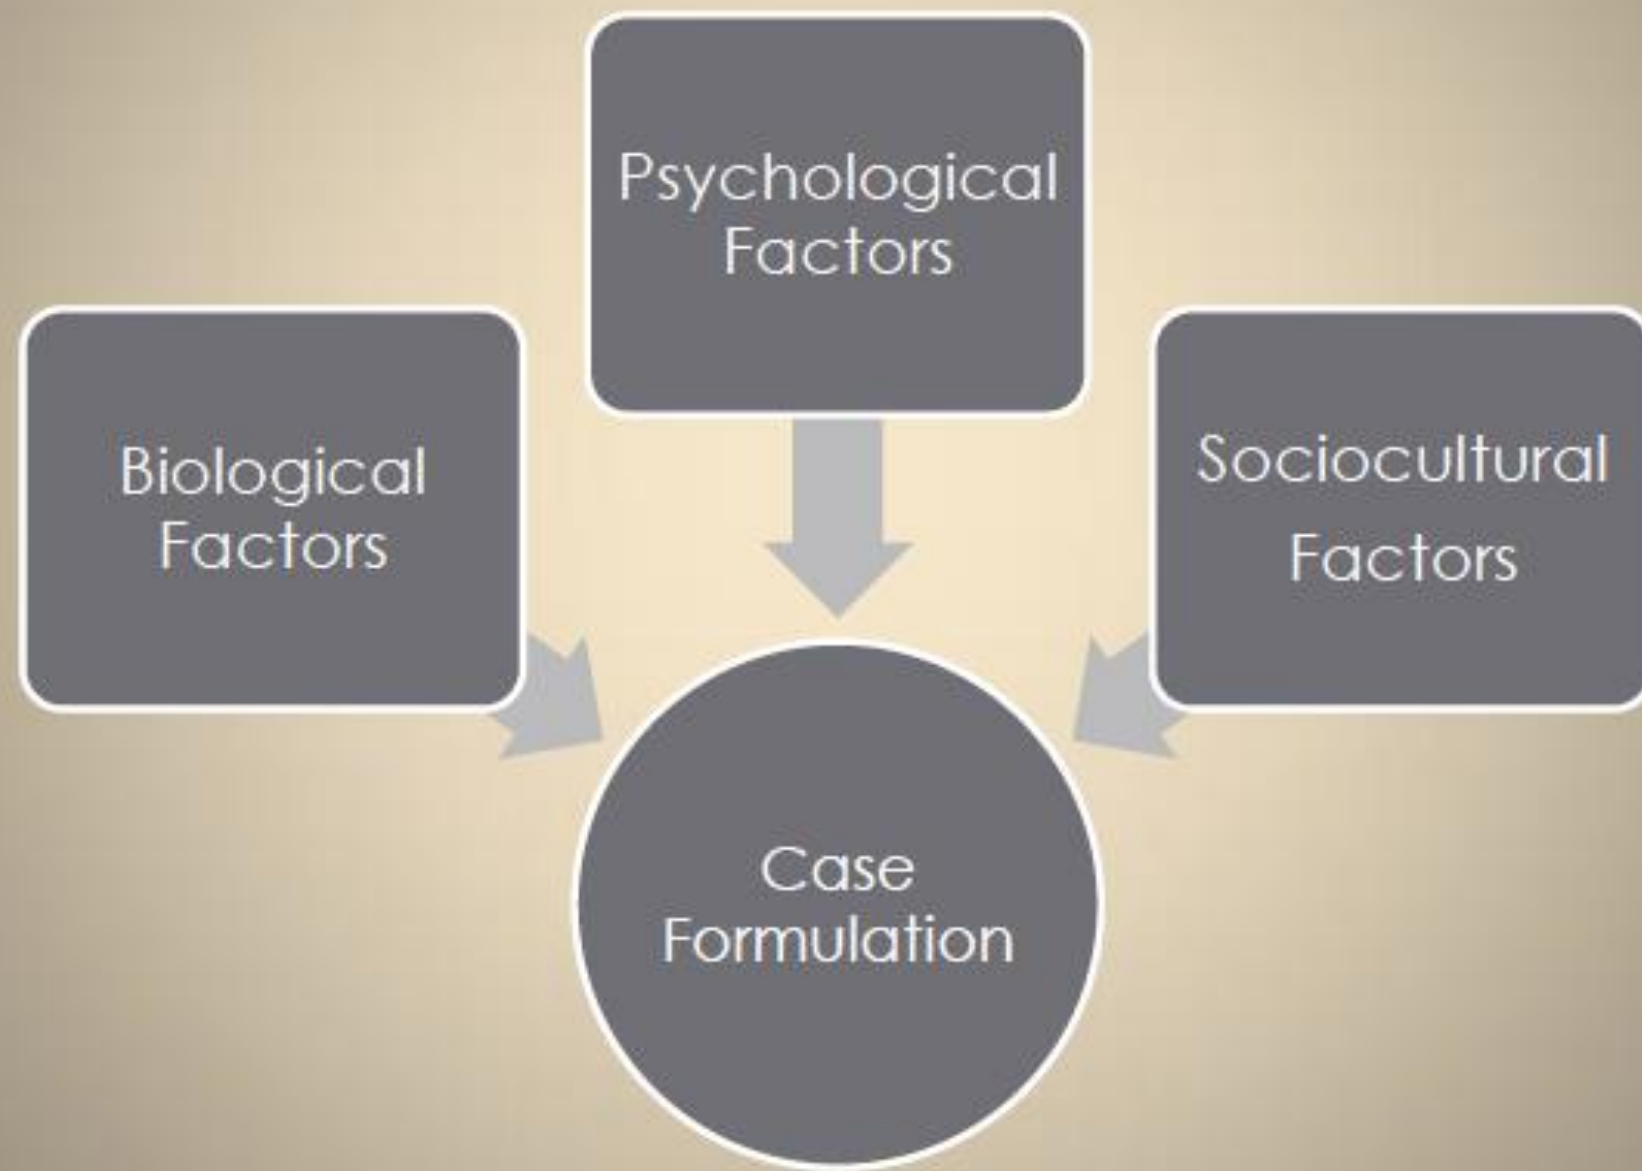 Psychological
Factors
Biological
Factors
Sociocultural
Factors
Case
Formulation